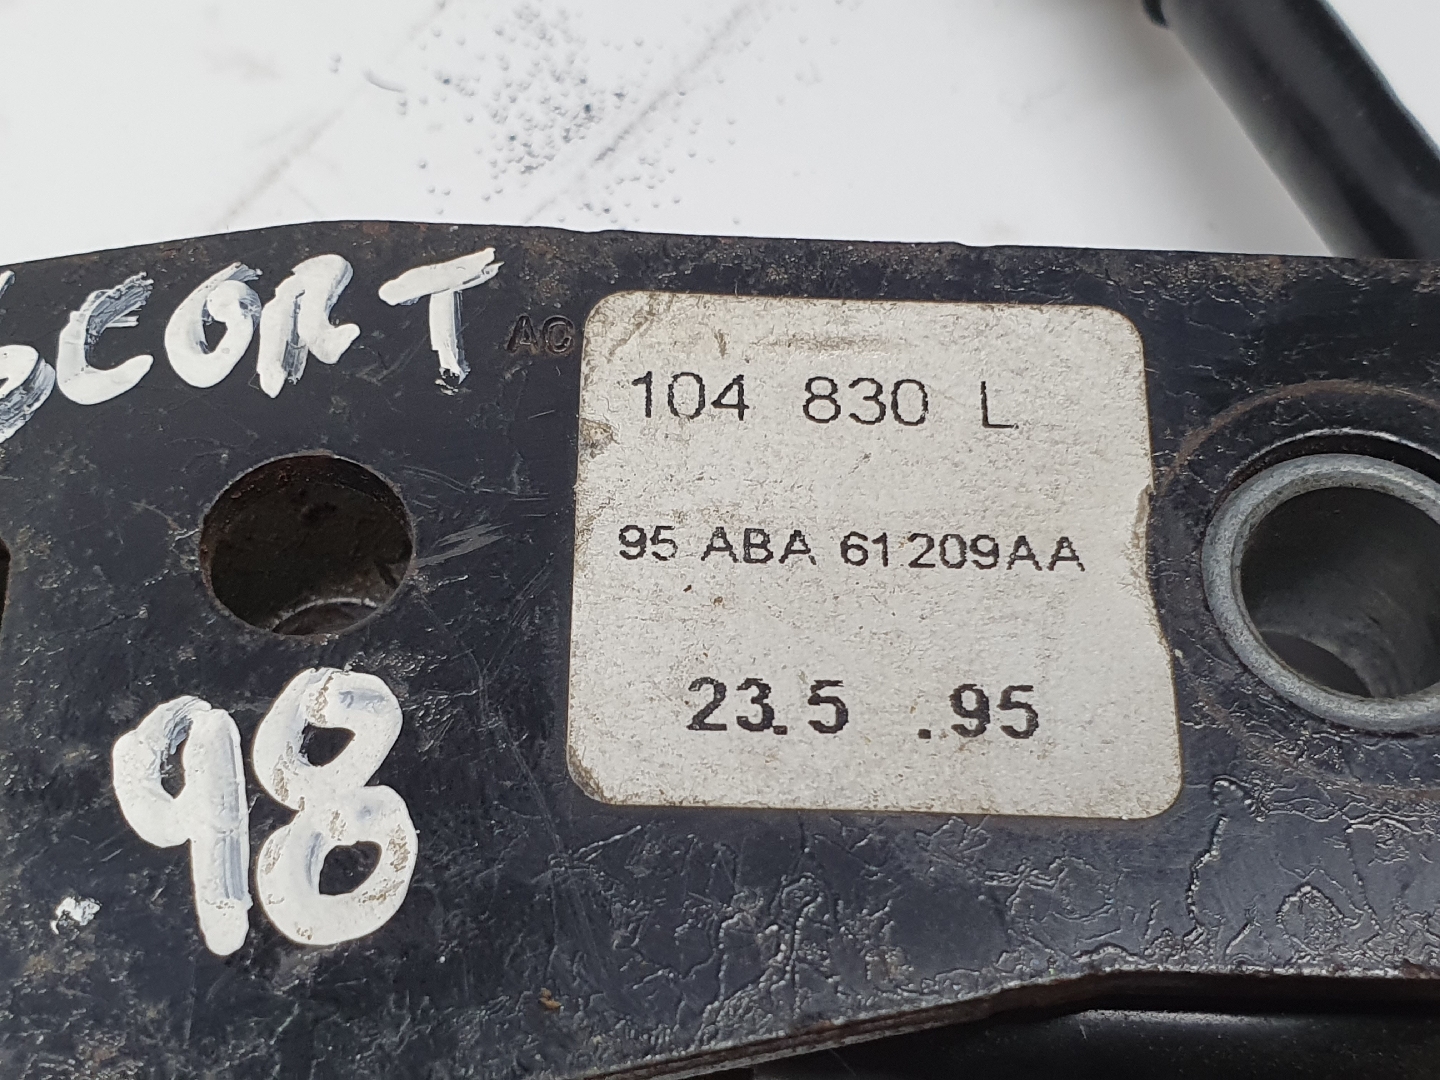 SCORT
AC
104 830 L
95 ABA 61209AA
23.5 .95
98